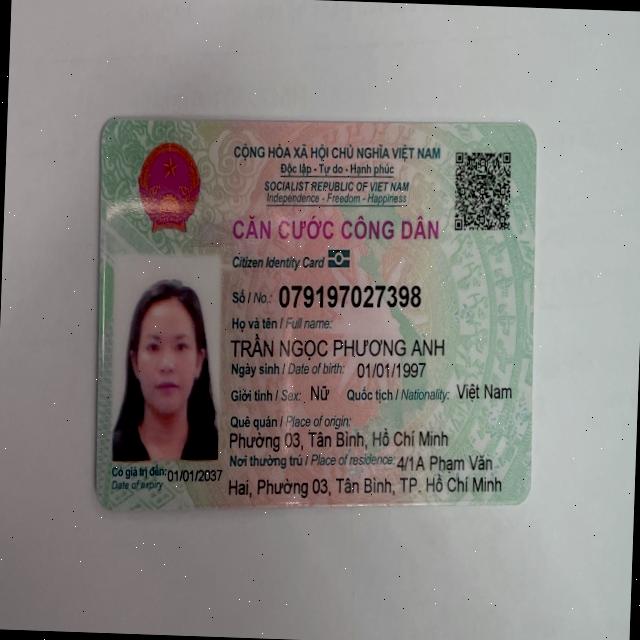 CỘNG HÒA XÃ HỘI CHỦ NGHĨA VIỆT NAM
Độc lập - Tự do - Hạnh phúc
SOCIALIST REPUBLIC OF VIET NAM
Independence - Freedom - Happiness
CĂN CƯỚC CÔNG DÂN
Citizen Identity Card
Số / No.: 079197027398
Họ và tên / Full name:
TRẦN NGỌC PHƯƠNG ANH
Ngày sinh / Date of birth: 01/01/1997
Giới tính / Sex: Nữ Quốc tịch / Nationality: Việt Nam
Quê quán / Place of origin:
Phường 03, Tân Bình, Hồ Chí Minh
Nơi thường trú / Place of residence: 4/1A Phạm Văn
Hai, Phường 03, Tân Bình, TP. Hồ Chí Minh
Có giá trị đến: 01/01/2037
Date of expiry